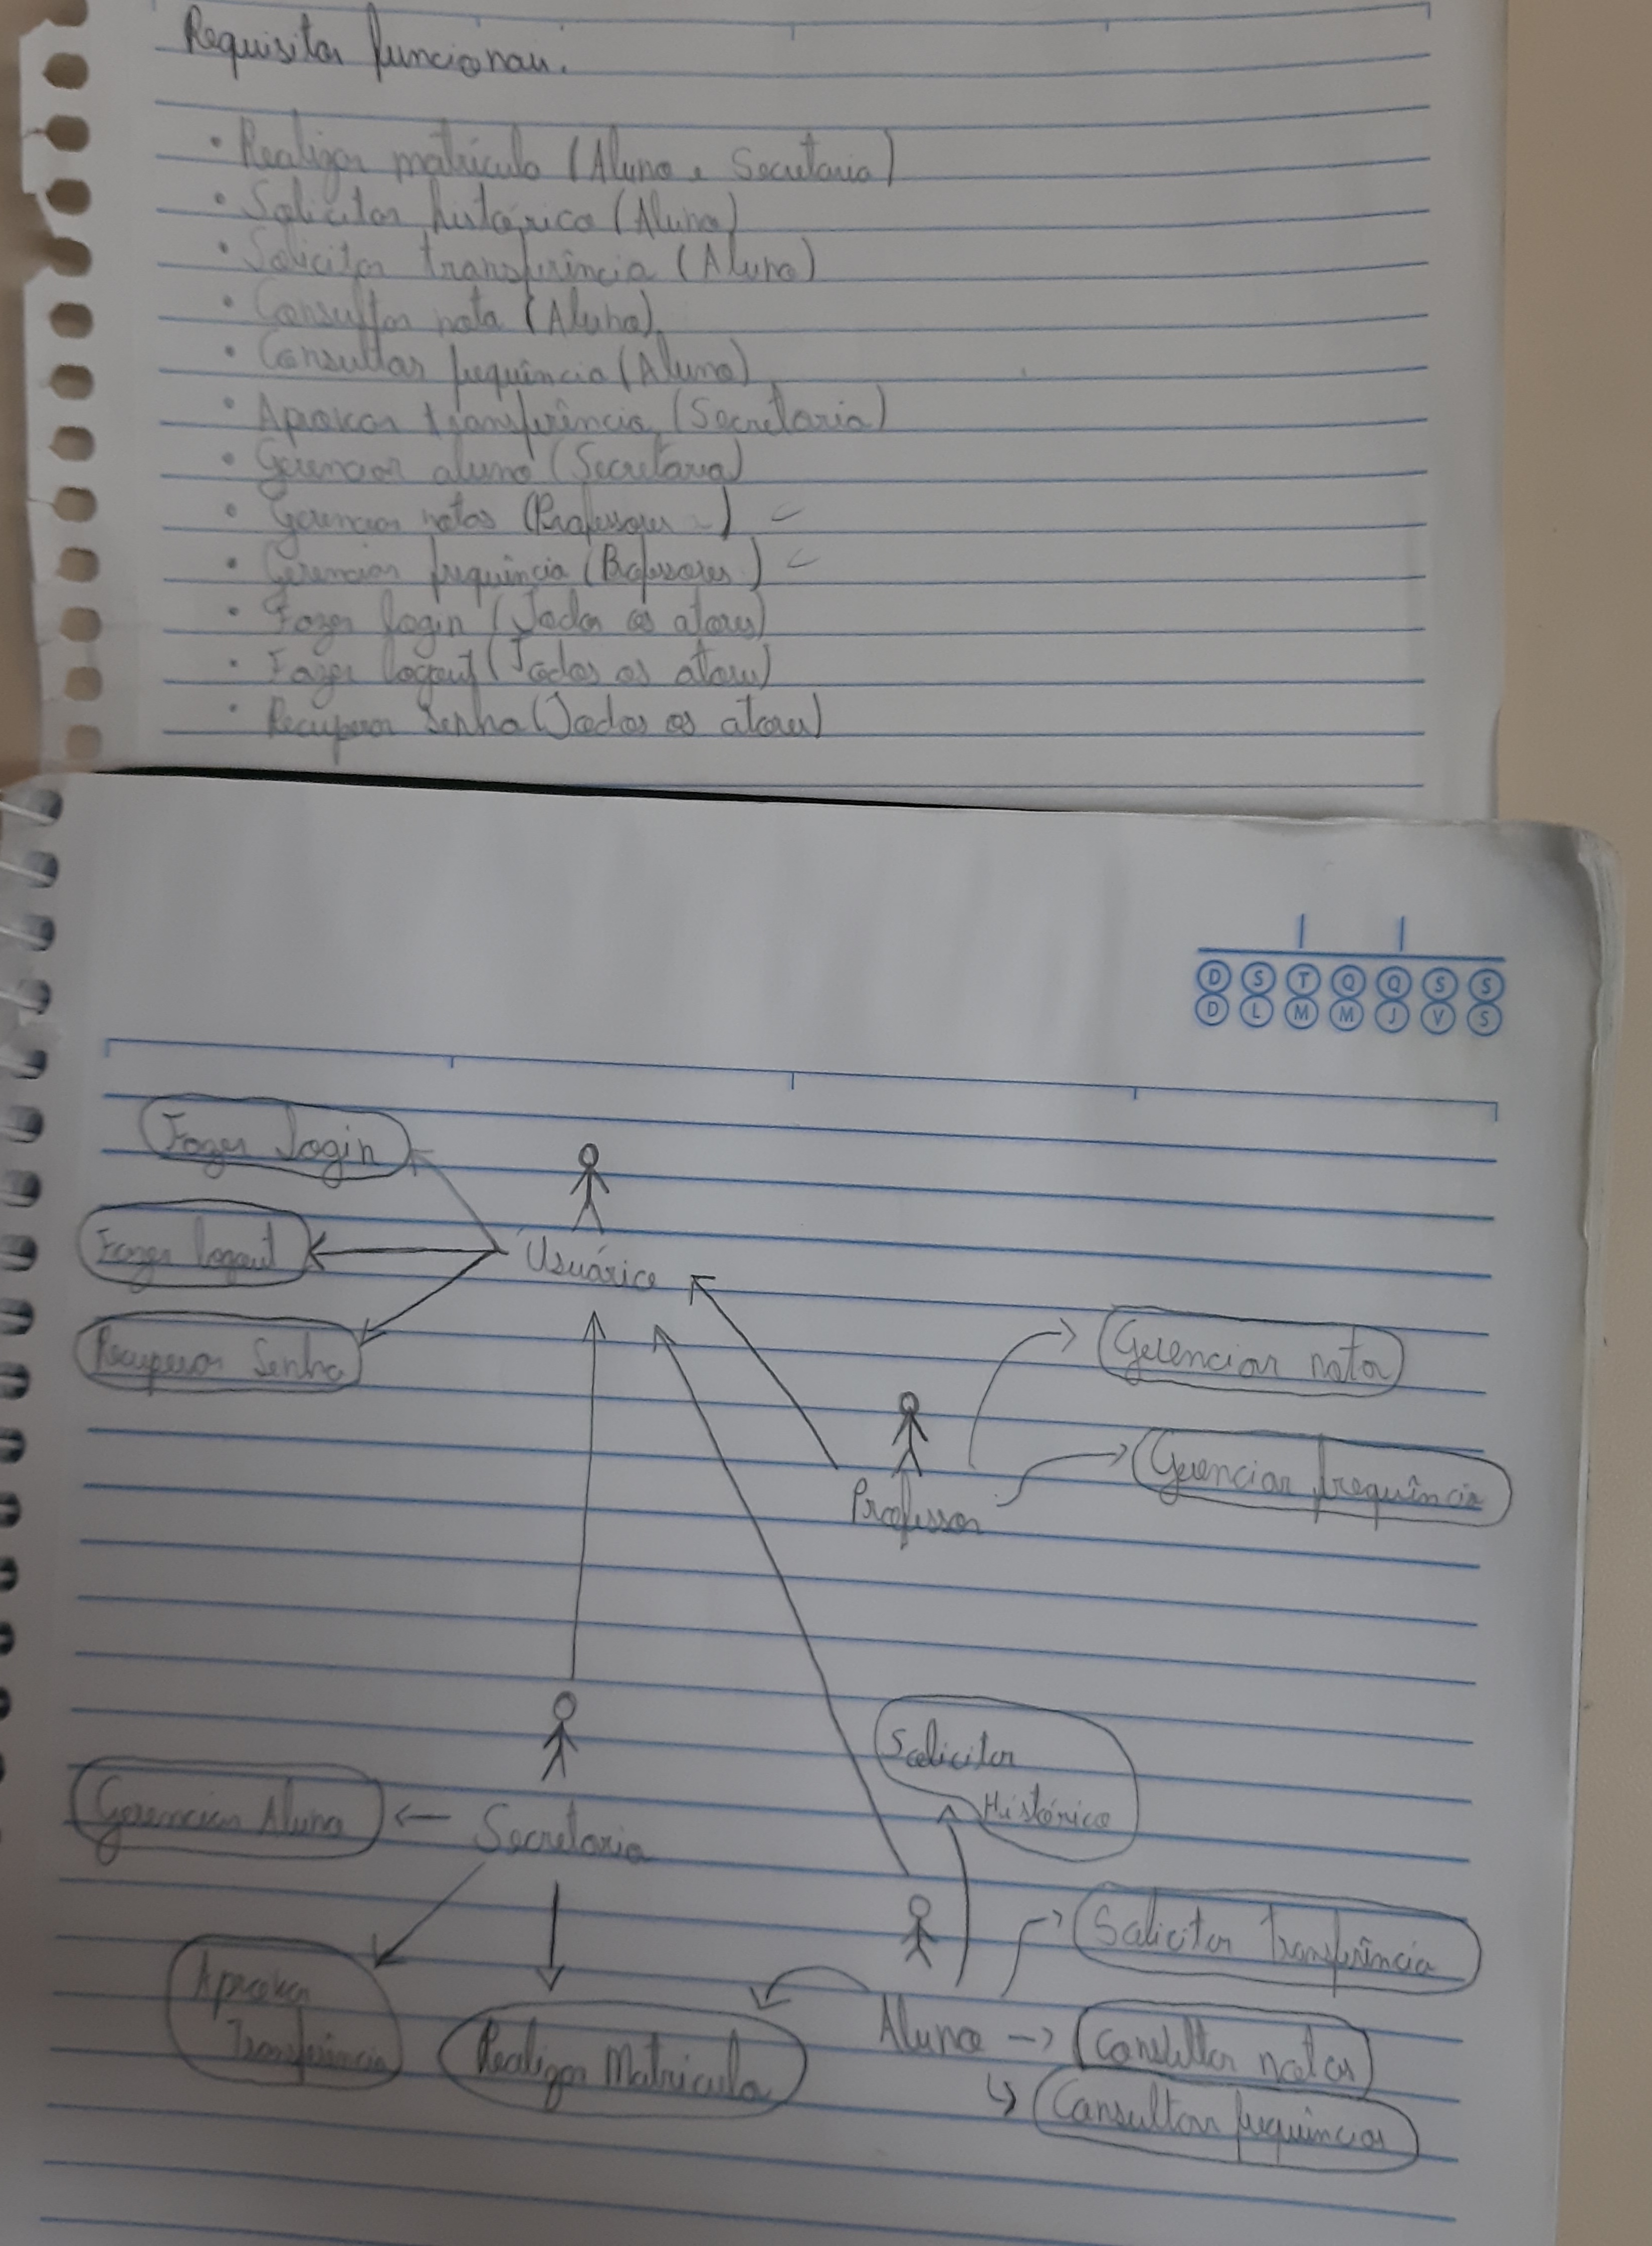 Requisitos funcionais.
• Realizar matrícula (Aluno e Secretaria)
• Solicitar histórico (Aluno)
• Solicitar transferência (Aluno)
• Consultar nota (Aluno)
• Consultar frequência (Aluno)
• Aprovar transferência (Secretaria)
• Gerenciar aluno (Secretaria)
• Gerenciar notas (Professores)
• Gerenciar frequência (Professores)
• Fazer login (Todos os atores)
• Fazer logout (Todos os atores)
• Recuperar Senha (Todos os atores)
D S T Q Q S S
D L M M J V S
Fazer login
Fazer logout
Usuário
Recuperar Senha
Gerenciar nota
Gerenciar frequência
Professor
Solicitar
Histórico
Gerenciar Aluno
Secretaria
Solicitar Transferência
Aprovar
Transferência
Realizar Matricula
Aluno
Consultar notas
Consultar frequências